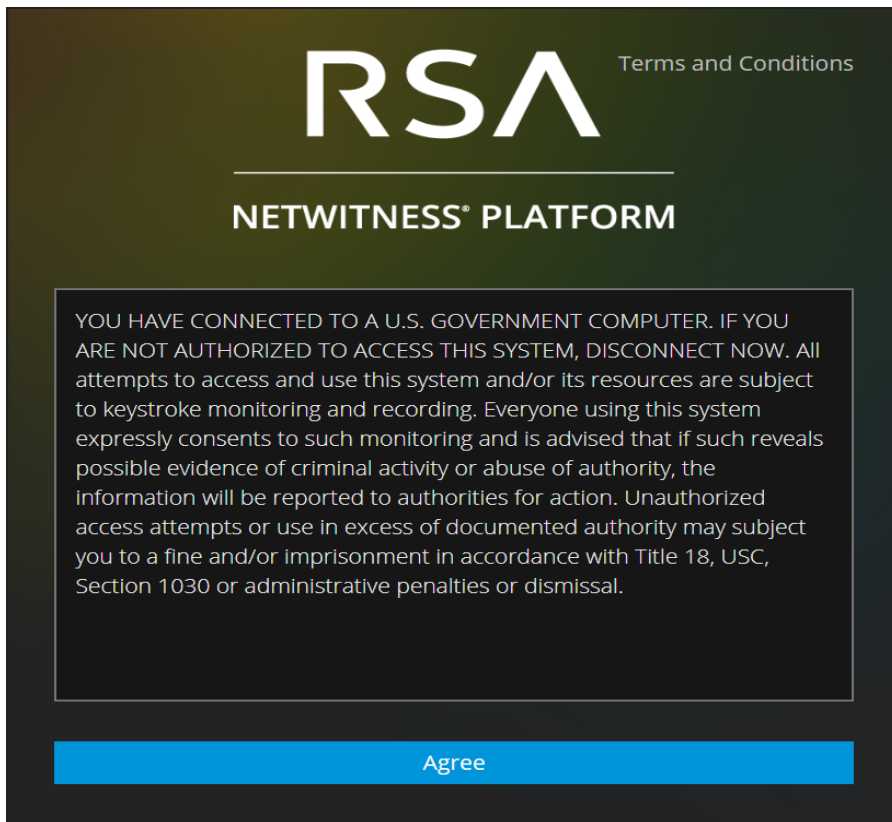 RSA
Terms and Conditions
NETWITNESS® PLATFORM
YOU HAVE CONNECTED TO A U.S. GOVERNMENT COMPUTER. IF YOU
ARE NOT AUTHORIZED TO ACCESS THIS SYSTEM, DISCONNECT NOW. All
attempts to access and use this system and/or its resources are subject
to keystroke monitoring and recording. Everyone using this system
expressly consents to such monitoring and is advised that if such reveals
possible evidence of criminal activity or abuse of authority, the
information will be reported to authorities for action. Unauthorized
access attempts or use in excess of documented authority may subject
you to a fine and/or imprisonment in accordance with Title 18, USC,
Section 1030 or administrative penalties or dismissal.
Agree